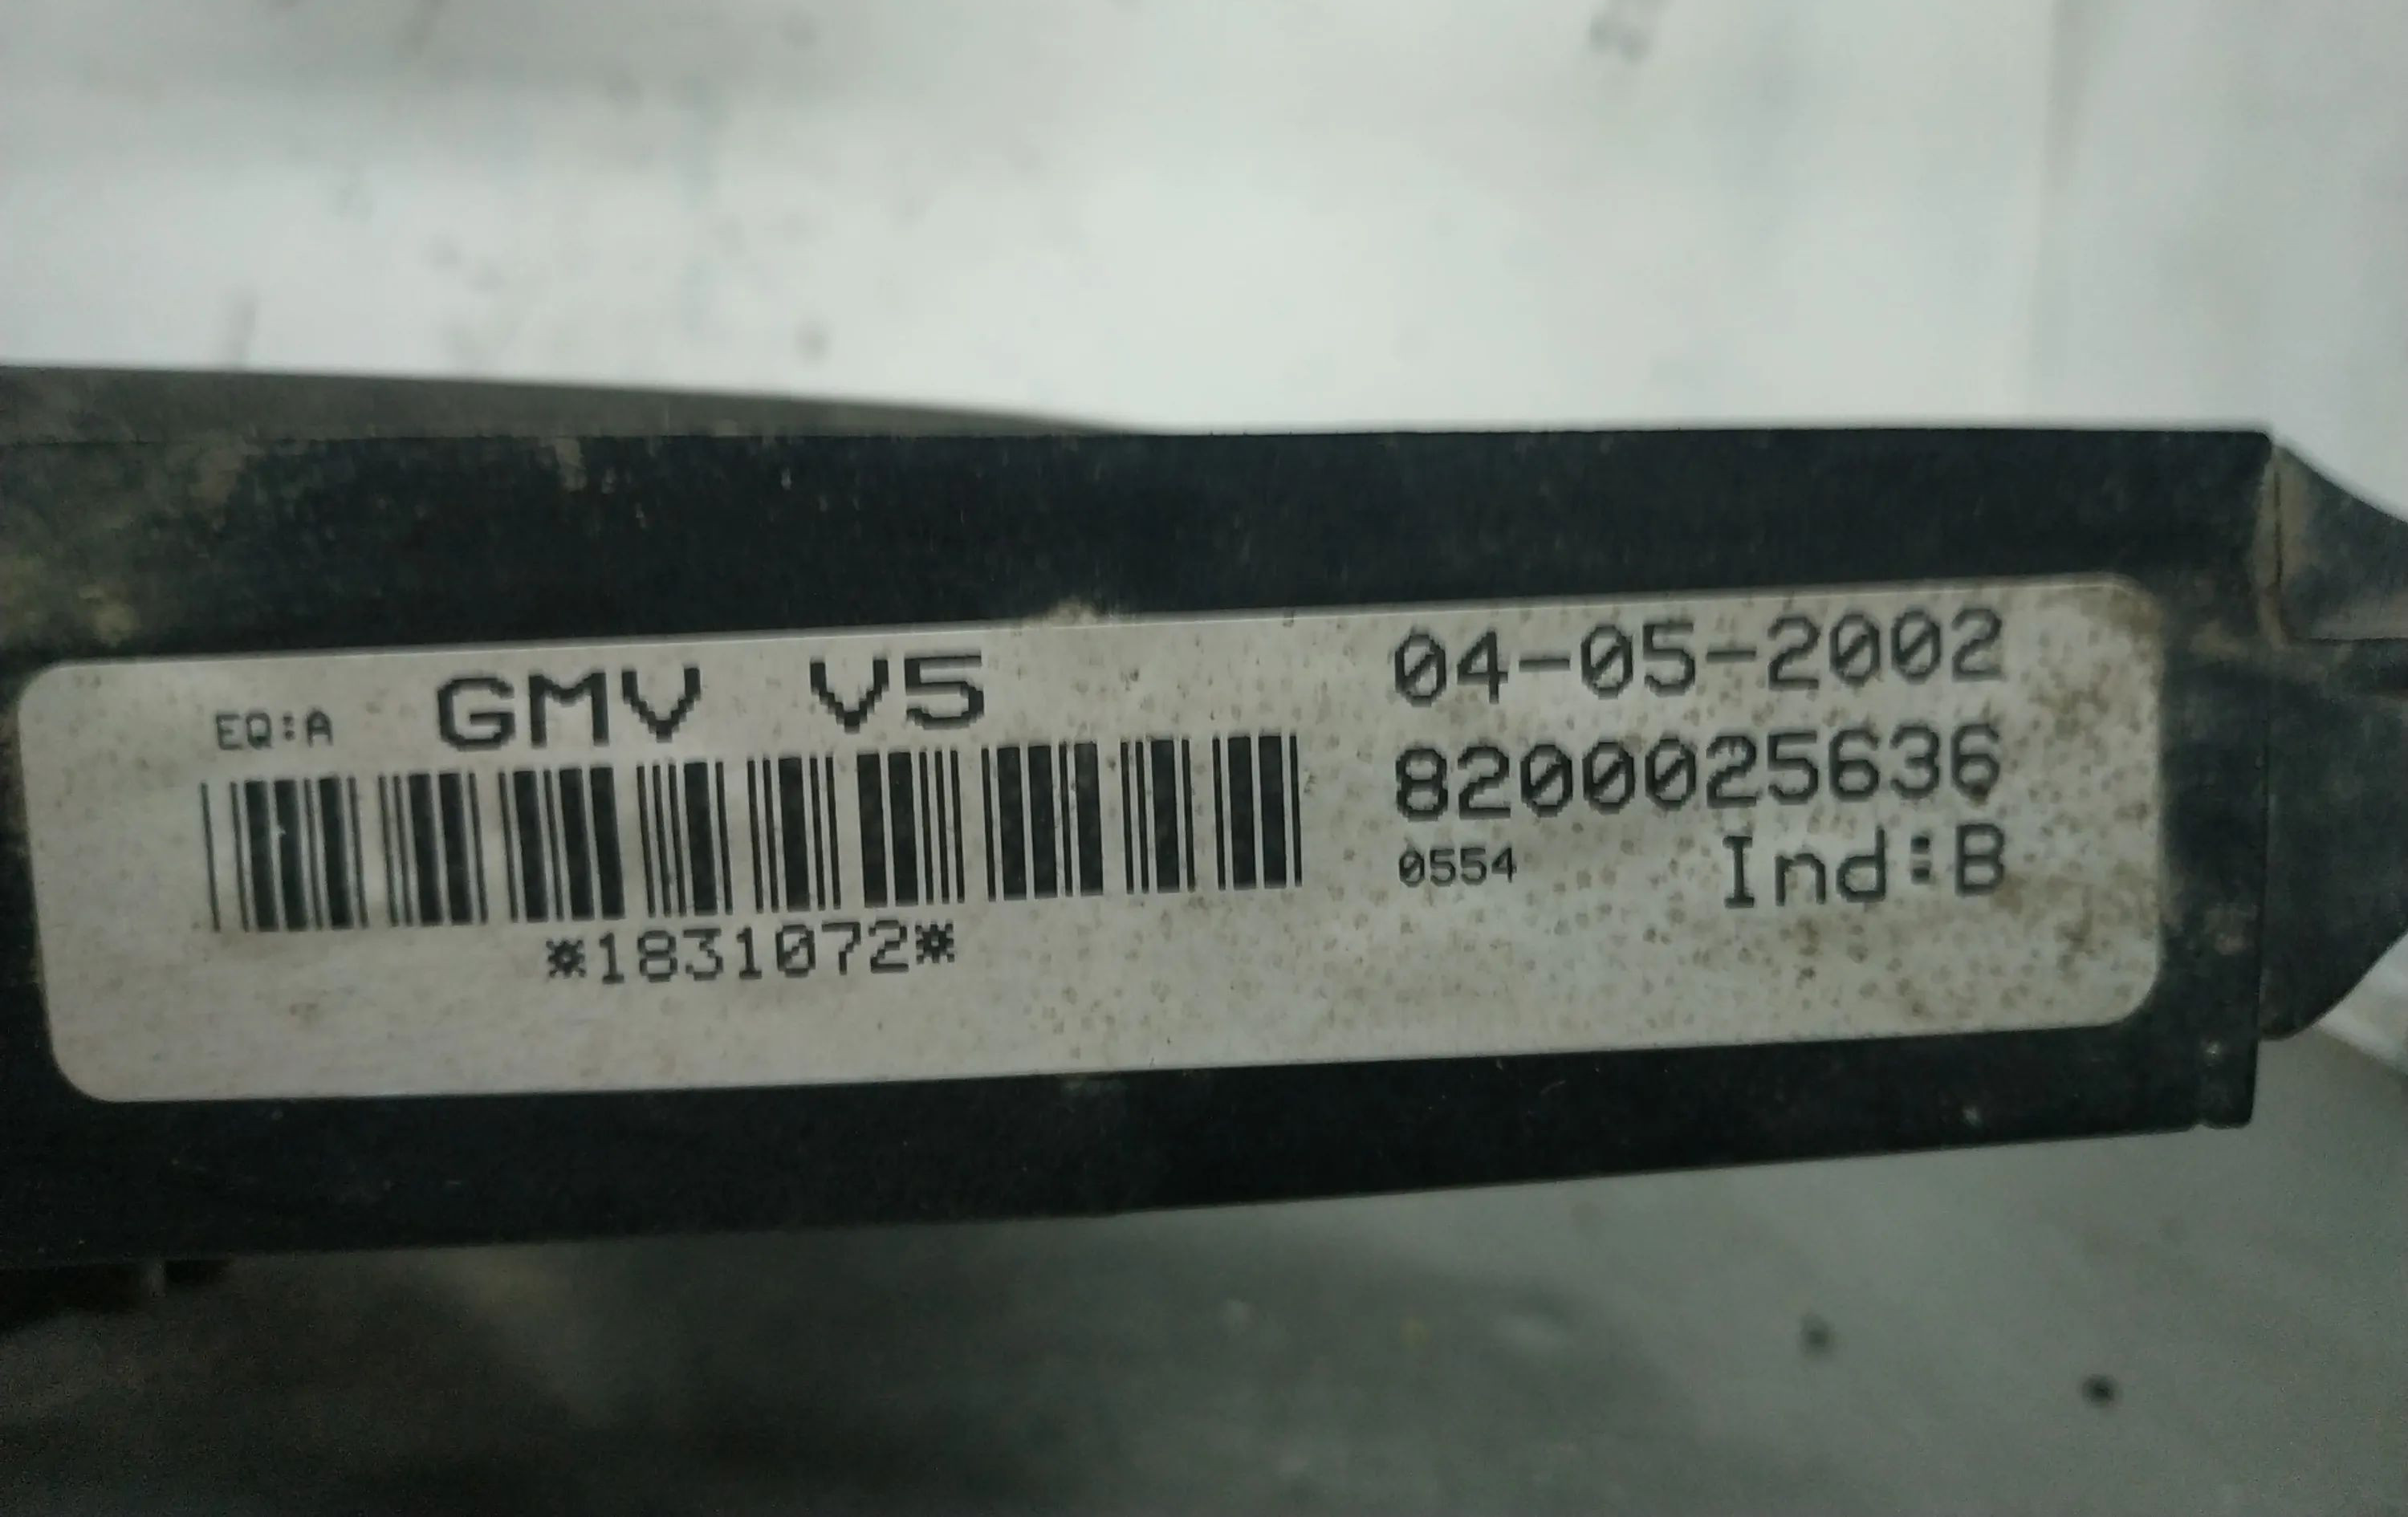 EQ:A GMV V5
*1831072*
04-05-2002
8200025636
0554 Ind:B